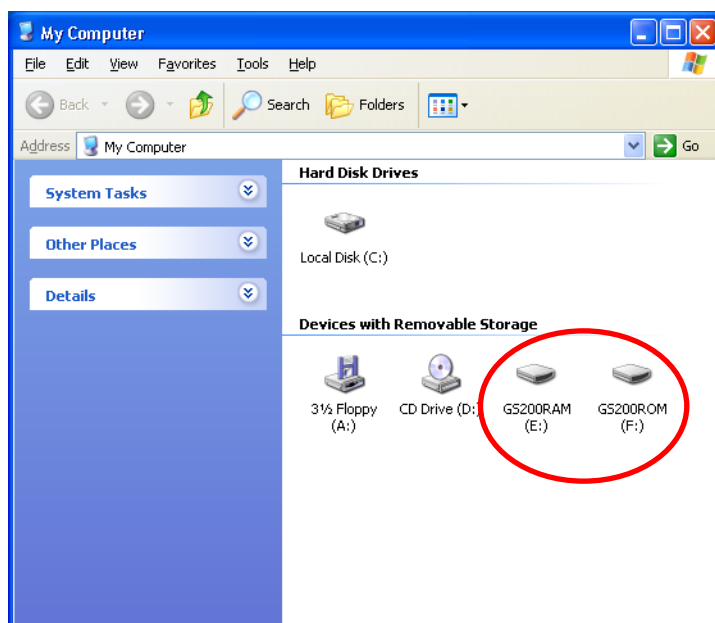 My Computer
File Edit View Favorites Tools Help
Back Search Folders
Address My Computer Go
System Tasks
Other Places
Details
Hard Disk Drives
Local Disk (C:)
Devices with Removable Storage
3½ Floppy (A:)
CD Drive (D:)
GS200RAM (E:)
GS200ROM (F:)